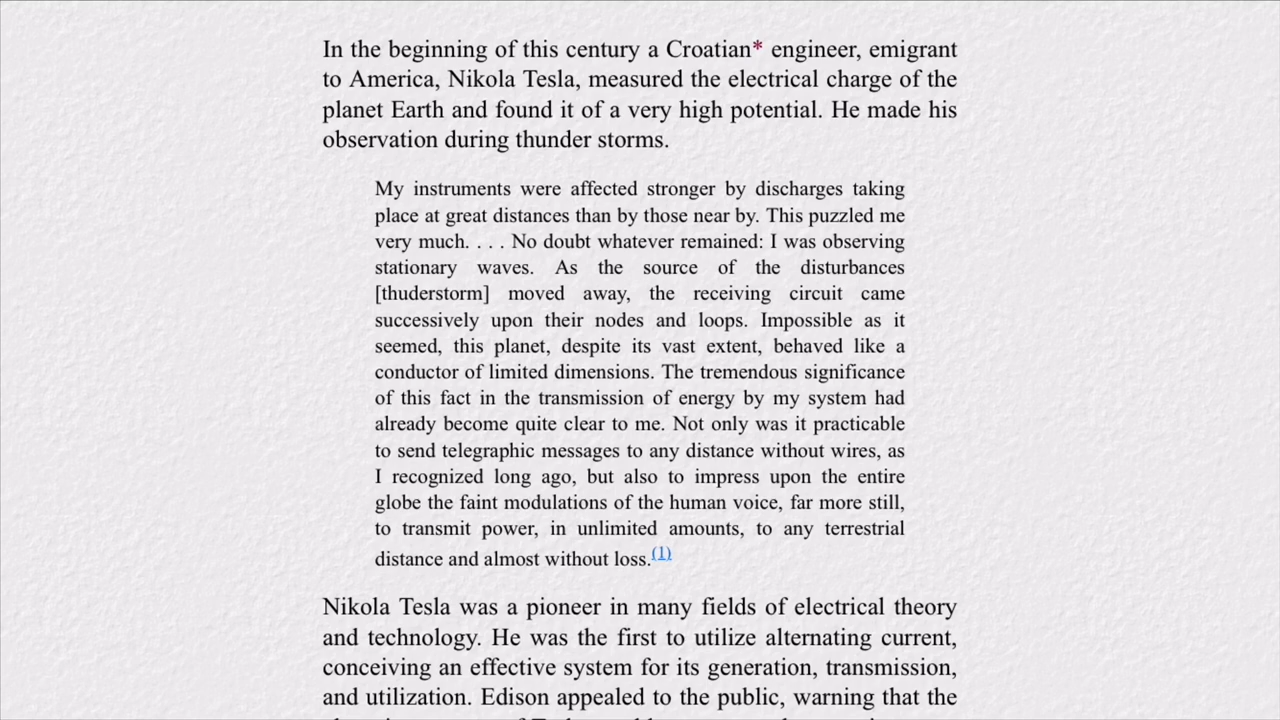 In the beginning of this century a Croatian* engineer, emigrant
to America, Nikola Tesla, measured the electrical charge of the
planet Earth and found it of a very high potential. He made his
observation during thunder storms.
My instruments were affected stronger by discharges taking
place at great distances than by those near by. This puzzled me
very much. . . . No doubt whatever remained: I was observing
stationary waves. As the source of the disturbances
[thuderstorm] moved away, the receiving circuit came
successively upon their nodes and loops. Impossible as it
seemed, this planet, despite its vast extent, behaved like a
conductor of limited dimensions. The tremendous significance
of this fact in the transmission of energy by my system had
already become quite clear to me. Not only was it practicable
to send telegraphic messages to any distance without wires, as
I recognized long ago, but also to impress upon the entire
globe the faint modulations of the human voice, far more still,
to transmit power, in unlimited amounts, to any terrestrial
distance and almost without loss.(1)
Nikola Tesla was a pioneer in many fields of electrical theory
and technology. He was the first to utilize alternating current,
conceiving an effective system for its generation, transmission,
and utilization. Edison appealed to the public, warning that the